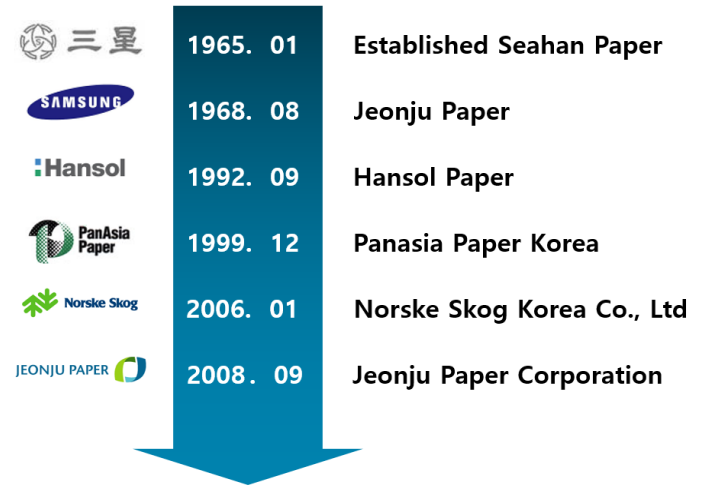 三星 1965. 01 Established Seahan Paper
SAMSUNG 1968. 08 Jeonju Paper
Hansol 1992. 09 Hansol Paper
PanAsia
Paper 1999. 12 Panasia Paper Korea
Norske Skog 2006. 01 Norske Skog Korea Co., Ltd
JEONJU PAPER 2008. 09 Jeonju Paper Corporation